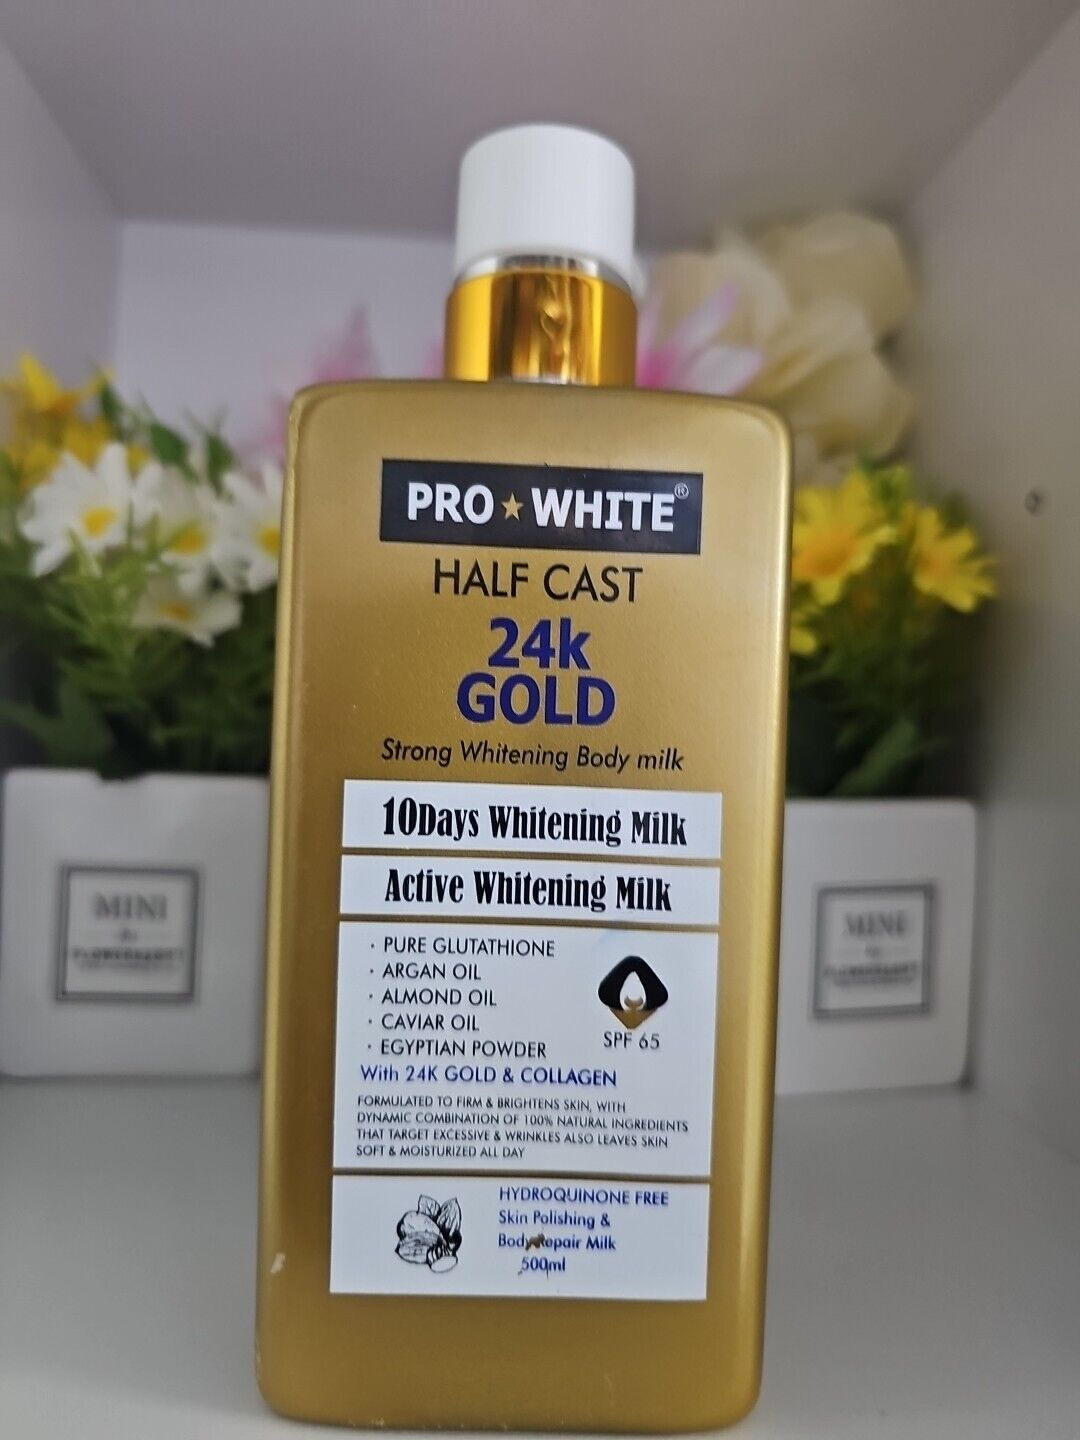 PRO★WHITE®
HALF CAST
24k
GOLD
Strong Whitening Body milk
10Days Whitening Milk
Active Whitening Milk
· PURE GLUTATHIONE
· ARGAN OIL
· ALMOND OIL
· CAVIAR OIL
· EGYPTIAN POWDER
SPF 65
With 24K GOLD & COLLAGEN
FORMULATED TO FIRM & BRIGHTENS SKIN, WITH
DYNAMIC COMBINATION OF 100% NATURAL INGREDIENTS
THAT TARGET EXCESSIVE & WRINKLES ALSO LEAVES SKIN
SOFT & MOISTURIZED ALL DAY
HYDROQUINONE FREE
Skin Polishing &
Body Repair Milk
500ml
MINI
MINI